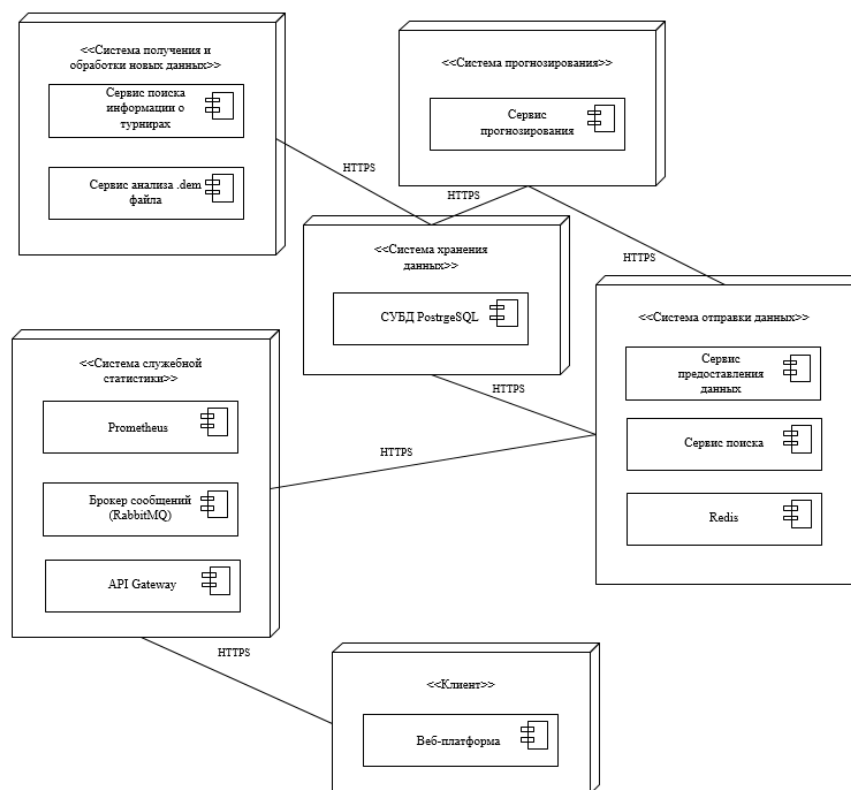 <<Система получения и
обработки новых данных>>
Сервис поиска
информации о
турнирах
Сервис анализа .dem
файла
<<Система прогнозирования>>
Сервис
прогнозирования
HTTPS
HTTPS
HTTPS
<<Система хранения
данных>>
СУБД PostrgeSQL
<<Система отправки данных>>
Сервис
предоставления
данных
Сервис поиска
Redis
<<Система служебной
статистики>>
Prometheus
Брокер сообщений
(RabbitMQ)
API Gateway
HTTPS
HTTPS
HTTPS
<<Клиент>>
Веб-платформа